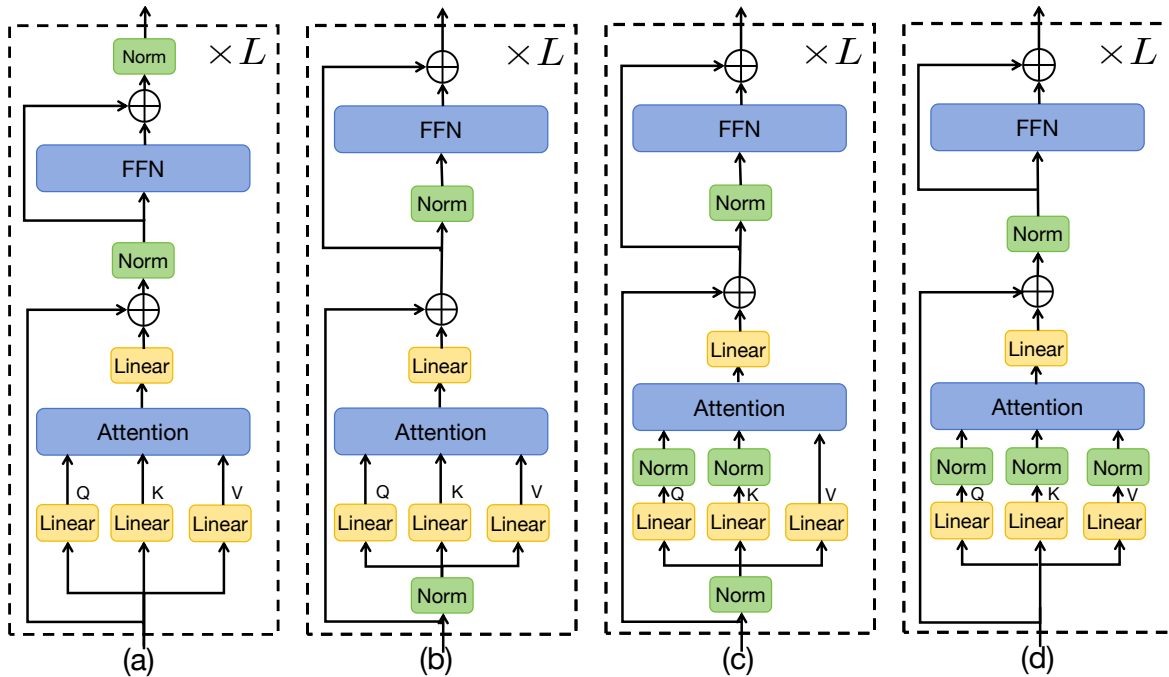 × L
Norm
FFN
Norm
Linear
Attention
Q K V
Linear Linear Linear
(a)
× L
FFN
Norm
Linear
Attention
Q K V
Linear Linear Linear
Norm
(b)
× L
FFN
Norm
Linear
Attention
Norm Norm
Q K V
Linear Linear Linear
Norm
(c)
× L
FFN
Norm
Linear
Attention
Norm Norm Norm
Q K V
Linear Linear Linear
(d)